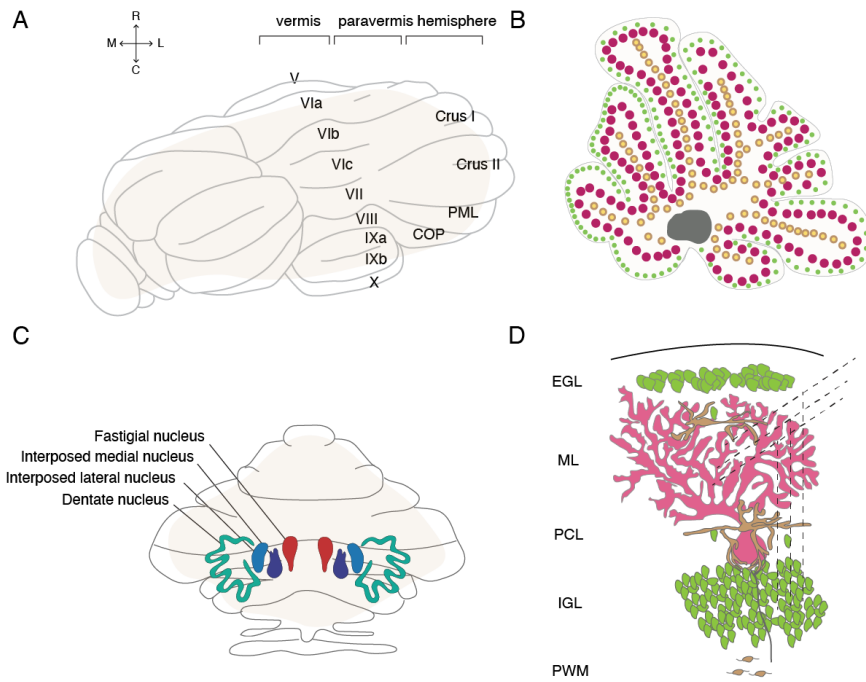 A
R
M
L
C
vermis
paravermis hemisphere
V
VIa
VIb
VIc
VII
VIII
IXa
IXb
X
Crus I
Crus II
PML
COP
B
C
Fastigial nucleus
Interposed medial nucleus
Interposed lateral nucleus
Dentate nucleus
D
EGL
ML
PCL
IGL
PWM